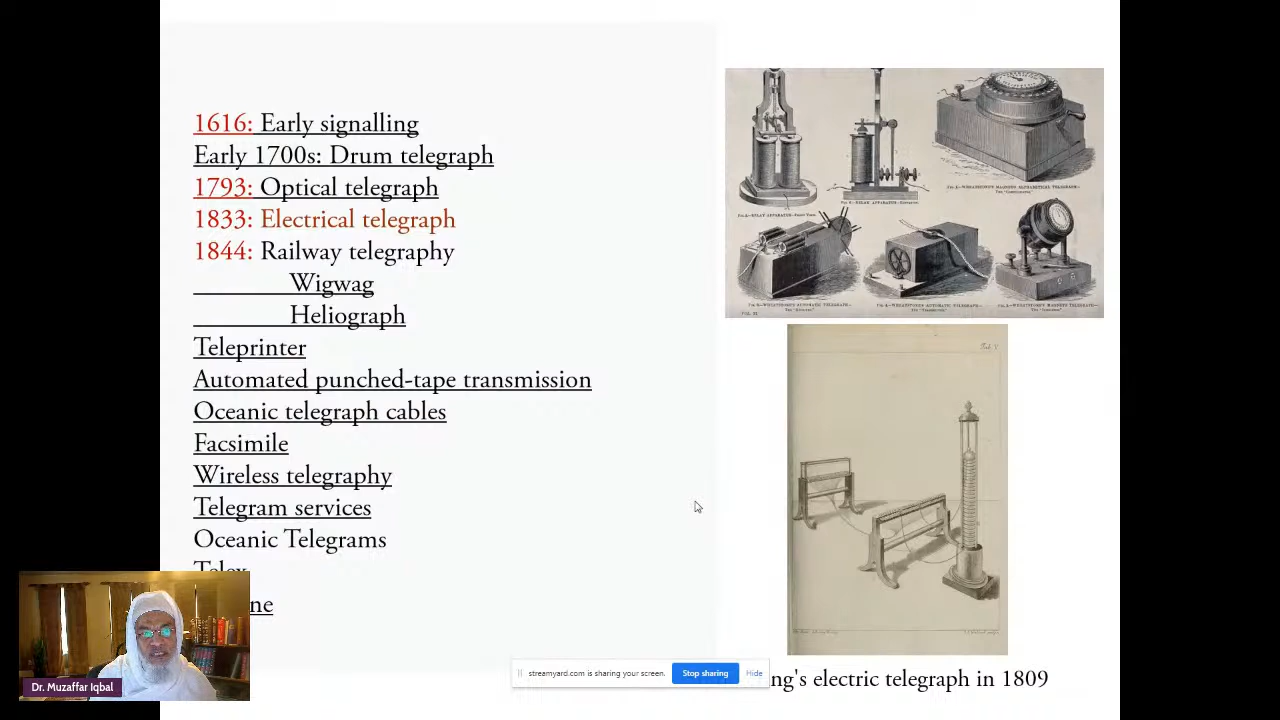 1616: Early signalling
Early 1700s: Drum telegraph
1793: Optical telegraph
1833: Electrical telegraph
1844: Railway telegraphy
Wigwag
Heliograph
Teleprinter
Automated punched-tape transmission
Oceanic telegraph cables
Facsimile
Wireless telegraphy
Telegram services
Oceanic Telegrams
Telex
ne
Dr. Muzaffar Iqbal
streamyard.com is sharing your screen.
Stop sharing
Hide
ng's electric telegraph in 1809